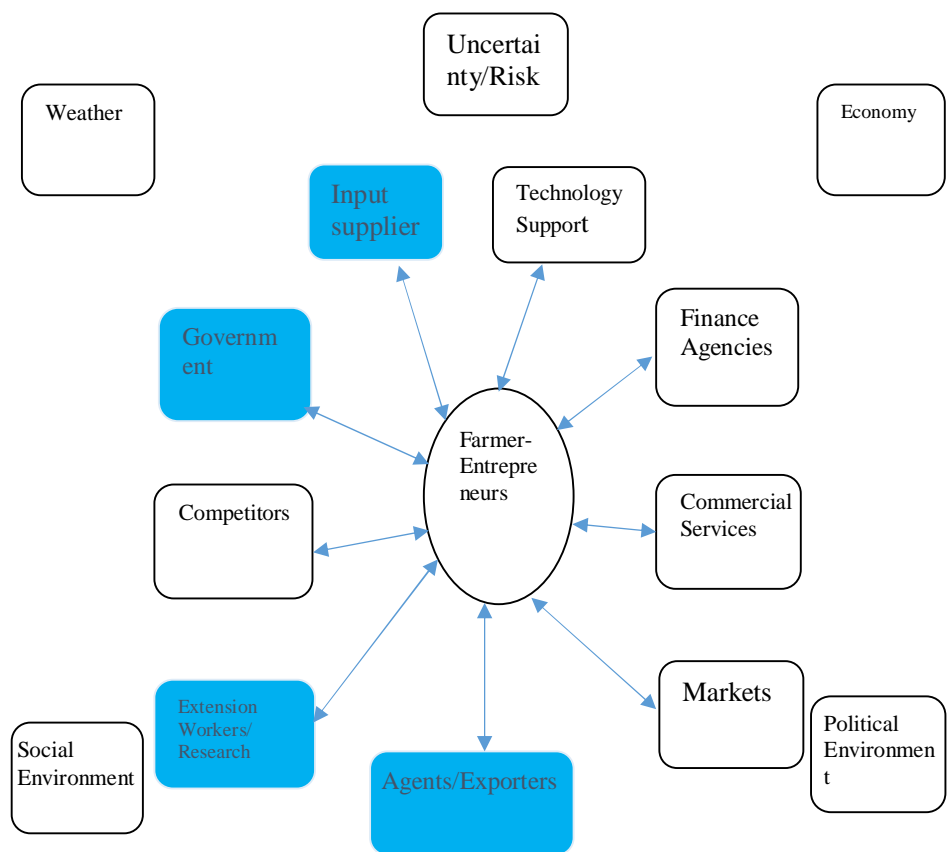 Uncertai
nty/Risk
Weather
Economy
Input
supplier
Technology
Support
Governm
ent
Finance
Agencies
Farmer-
Entrepre
neurs
Competitors
Commercial
Services
Extension
Workers/
Research
Markets
Agents/Exporters
Social
Environment
Political
Environmen
t